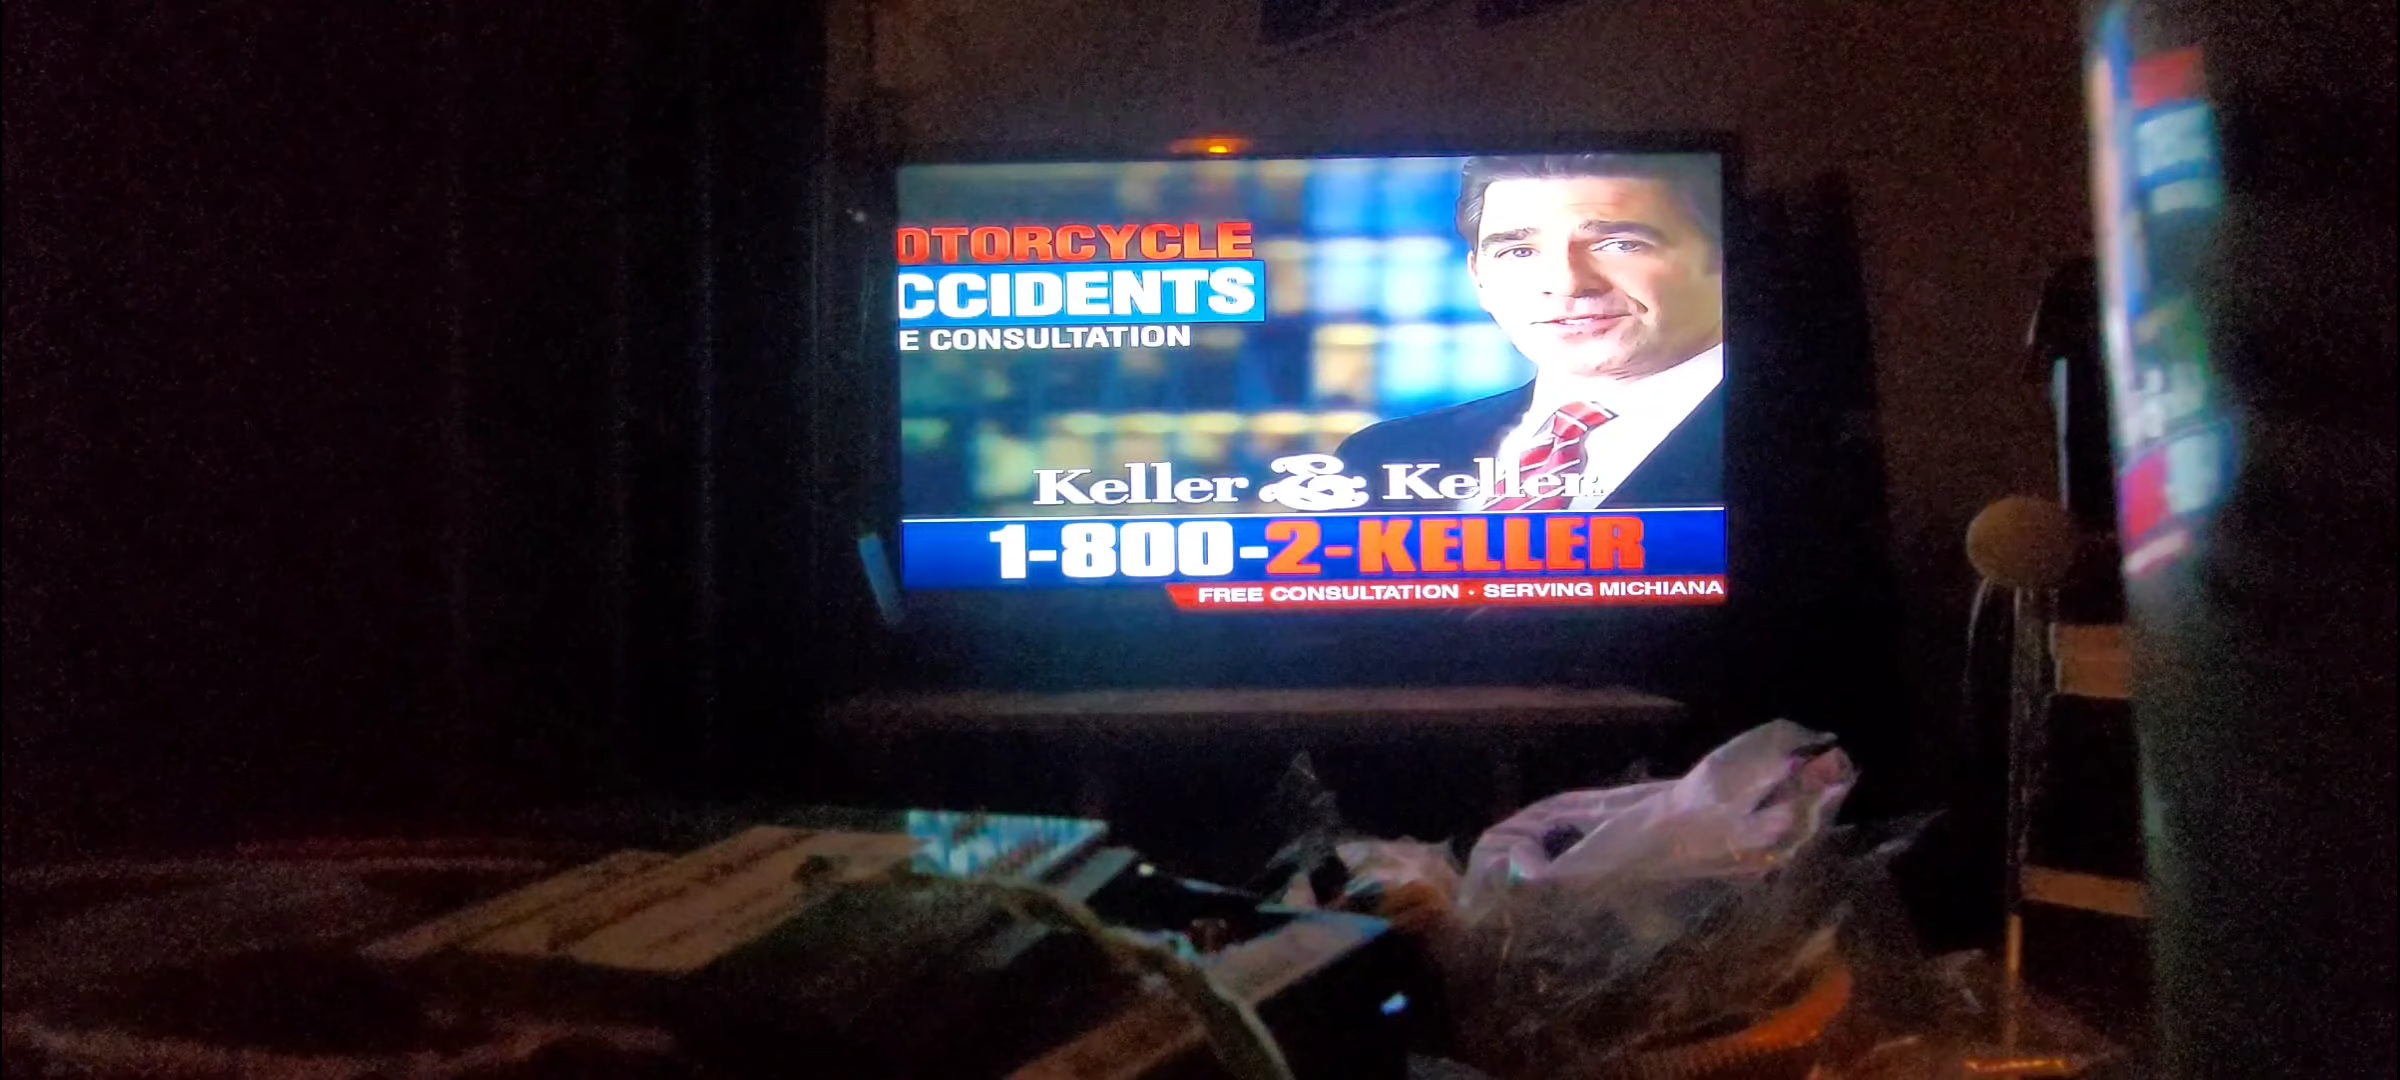 OTORCYCLE
CCIDENTS
E CONSULTATION
Keller & Keller
1-800-2-KELLER
FREE CONSULTATION · SERVING MICHIANA